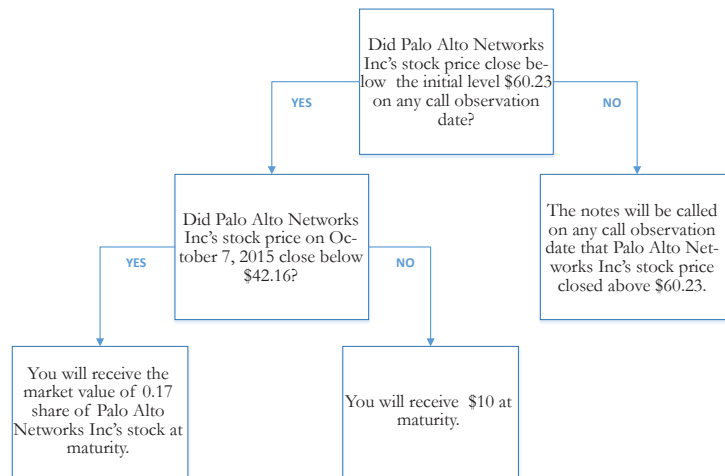 Did Palo Alto Networks
Inc's stock price close be-
low the initial level $60.23
on any call observation
date?
YES
NO
Did Palo Alto Networks
Inc's stock price on Oc-
tober 7, 2015 close below
$42.16?
The notes will be called
on any call observation
date that Palo Alto Net-
works Inc's stock price
closed above $60.23.
YES
NO
You will receive the
market value of 0.17
share of Palo Alto
Networks Inc's stock at
maturity.
You will receive $10 at
maturity.